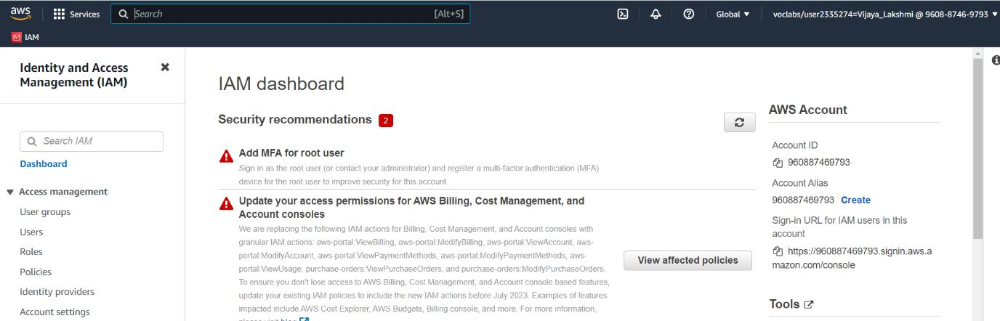 aws
Services
Search
[Alt+S]
Global
voclabs/user2335274=Vijaya_Lakshmi @ 9608-8746-9793
IAM
Identity and Access
Management (IAM)
Search IAM
Dashboard
Access management
User groups
Users
Roles
Policies
Identity providers
Account settings
IAM dashboard
Security recommendations 2
Add MFA for root user
Sign in as the root user (or contact your administrator) and register a multi-factor authentication (MFA)
device for the root user to improve security for this account.
Update your access permissions for AWS Billing, Cost Management, and
Account consoles
We are replacing the following IAM actions for Billing, Cost Management, and Account consoles with
granular IAM actions: aws-portal:ViewBilling, aws-portal:ModifyBilling, aws-portal:ViewAccount, aws-
portal:ModifyAccount, aws-portal:ViewPaymentMethods, aws-portal:ModifyPaymentMethods, aws-
portal:ViewUsage, purchase-orders:ViewPurchaseOrders, and purchase-orders:ModifyPurchaseOrders.
To ensure you don't lose access to AWS Billing, Cost Management, and Account console based features,
update your existing IAM policies to include the new IAM actions before July 2023. Examples of features
impacted include AWS Cost Explorer, AWS Budgets, Billing console, and more. For more information,
please visit blog
View affected policies
AWS Account
Account ID
960887469793
Account Alias
960887469793 Create
Sign-in URL for IAM users in this
account
https://960887469793.signin.aws.a
mazon.com/console
Tools